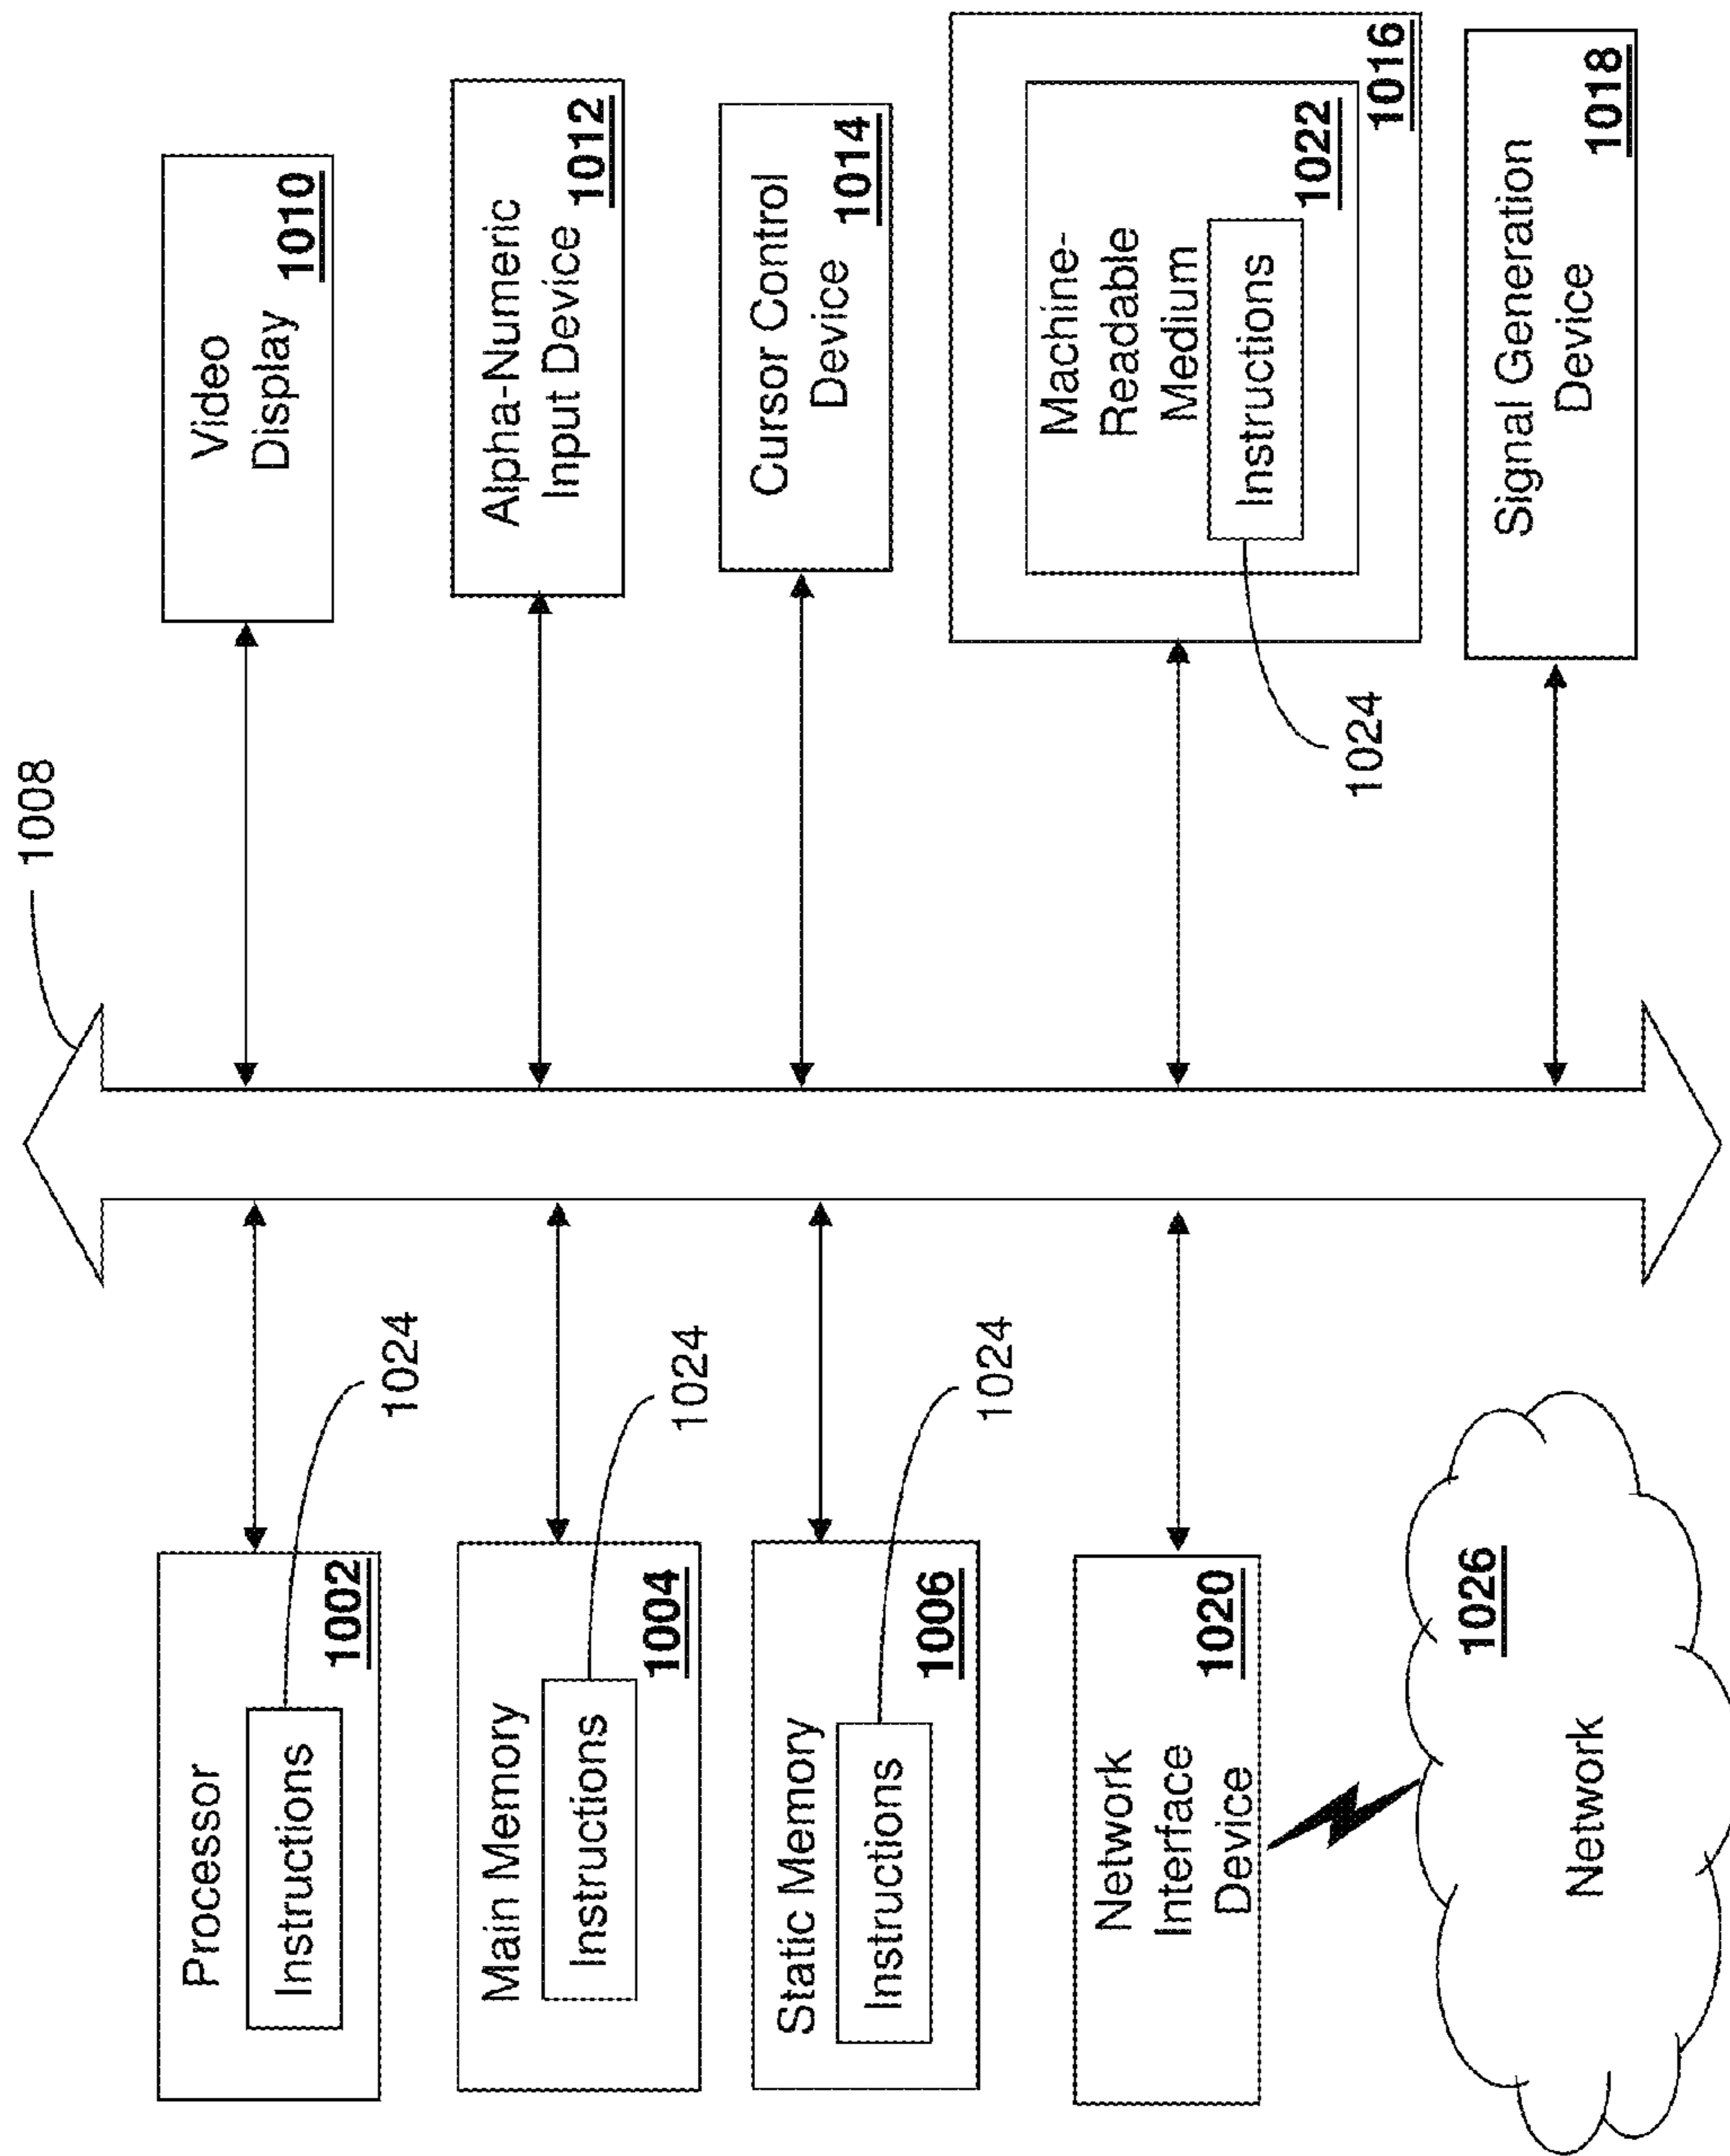 1008
Processor
Instructions
1002
1024
Main Memory
Instructions
1004
1024
Static Memory
Instructions
1006
1024
Network
Interface
Device
1020
Network
1026
Video
Display
1010
Alpha-Numeric
Input Device
1012
Cursor Control
Device
1014
Machine-
Readable
Medium
1022
Instructions
1016
1024
Signal Generation
Device
1018